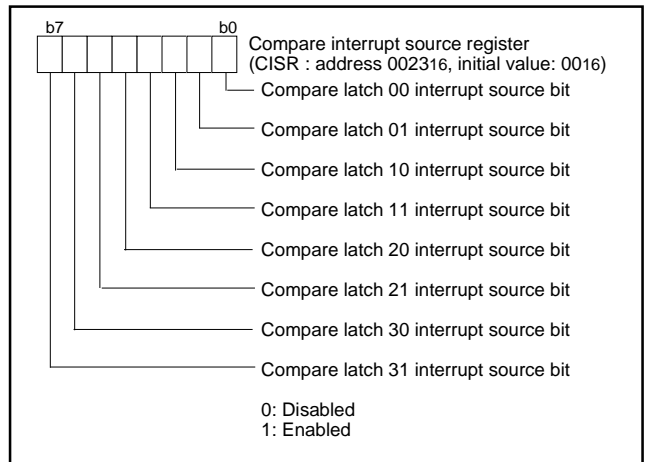 b7 b0
Compare interrupt source register
(CISR : address 002316, initial value: 0016)
Compare latch 00 interrupt source bit
Compare latch 01 interrupt source bit
Compare latch 10 interrupt source bit
Compare latch 11 interrupt source bit
Compare latch 20 interrupt source bit
Compare latch 21 interrupt source bit
Compare latch 30 interrupt source bit
Compare latch 31 interrupt source bit
0: Disabled
1: Enabled